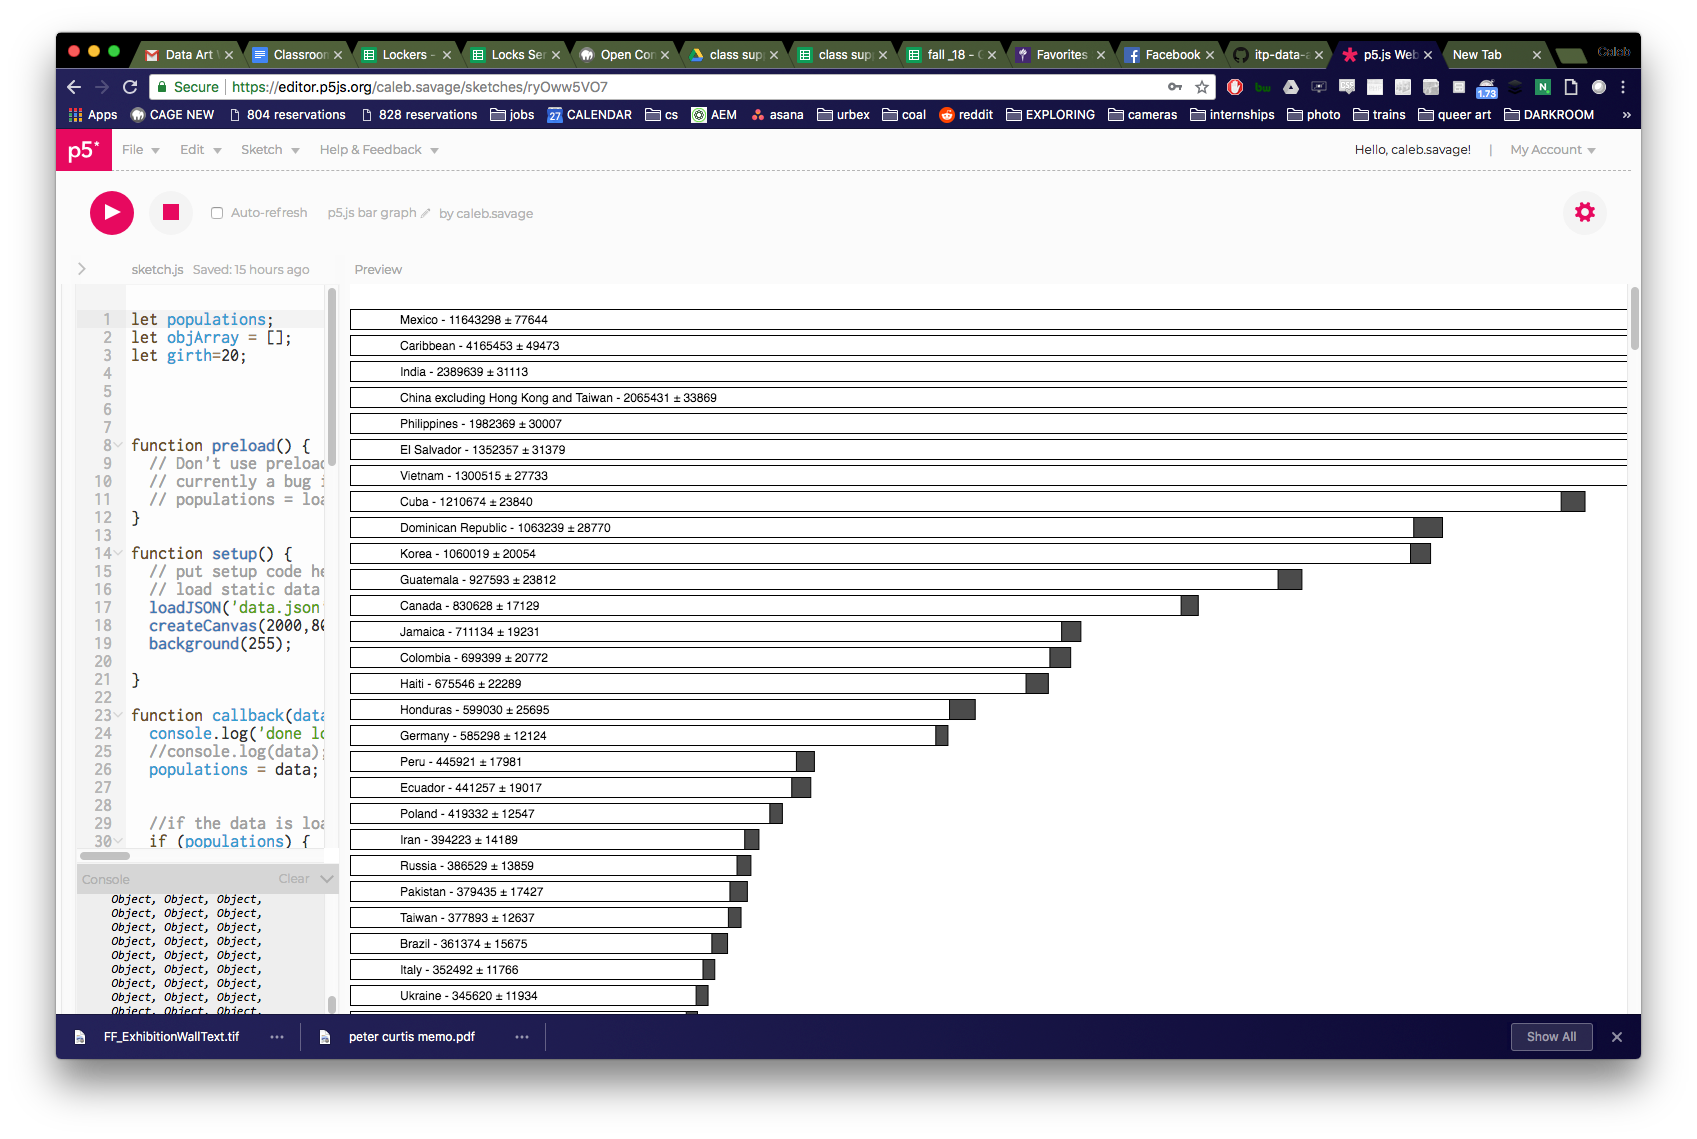 Data Art
Classroon
Lockers -
Locks Ser
Open Con
class supp
class supp
fall _18 - C
Favorites
Facebook
itp-data-a
p5.js Web
New Tab
Caleb
Secure https://editor.p5js.org/caleb.savage/sketches/ryOww5VO7
1.73
Apps CAGE NEW 804 reservations 828 reservations jobs 27 CALENDAR cs AEM asana urbex coal reddit EXPLORING cameras internships photo trains queer art DARKROOM »
p5* File Edit Sketch Help & Feedback Hello, caleb.savage! | My Account
Auto-refresh p5.js bar graph by caleb.savage
sketch.js Saved: 15 hours ago Preview
1 let populations;
2 let objArray = [];
3 let girth=20;
4
5
6
7
8 function preload() {
9 // Don't use preload
10 // currently a bug i
11 // populations = loa
12 }
13
14 function setup() {
15 // put setup code he
16 // load static data
17 loadJSON('data.json'
18 createCanvas(2000,80
19 background(255);
20
21 }
22
23 function callback(data
24 console.log('done lo
25 //console.log(data);
26 populations = data;
27
28
29 //if the data is loa
30 if (populations) {
Console Clear
Object, Object, Object,
Object, Object, Object,
Object, Object, Object,
Object, Object, Object,
Object, Object, Object,
Object, Object, Object,
Object, Object, Object,
Object, Object, Object,
Object, Object, Object,
Mexico - 11643298 ± 77644
Caribbean - 4165453 ± 49473
India - 2389639 ± 31113
China excluding Hong Kong and Taiwan - 2065431 ± 33869
Philippines - 1982369 ± 30007
El Salvador - 1352357 ± 31379
Vietnam - 1300515 ± 27733
Cuba - 1210674 ± 23840
Dominican Republic - 1063239 ± 28770
Korea - 1060019 ± 20054
Guatemala - 927593 ± 23812
Canada - 830628 ± 17129
Jamaica - 711134 ± 19231
Colombia - 699399 ± 20772
Haiti - 675546 ± 22289
Honduras - 599030 ± 25695
Germany - 585298 ± 12124
Peru - 445921 ± 17981
Ecuador - 441257 ± 19017
Poland - 419332 ± 12547
Iran - 394223 ± 14189
Russia - 386529 ± 13859
Pakistan - 379435 ± 17427
Taiwan - 377893 ± 12637
Brazil - 361374 ± 15675
Italy - 352492 ± 11766
Ukraine - 345620 ± 11934
FF_ExhibitionWallText.tif
peter curtis memo.pdf
Show All